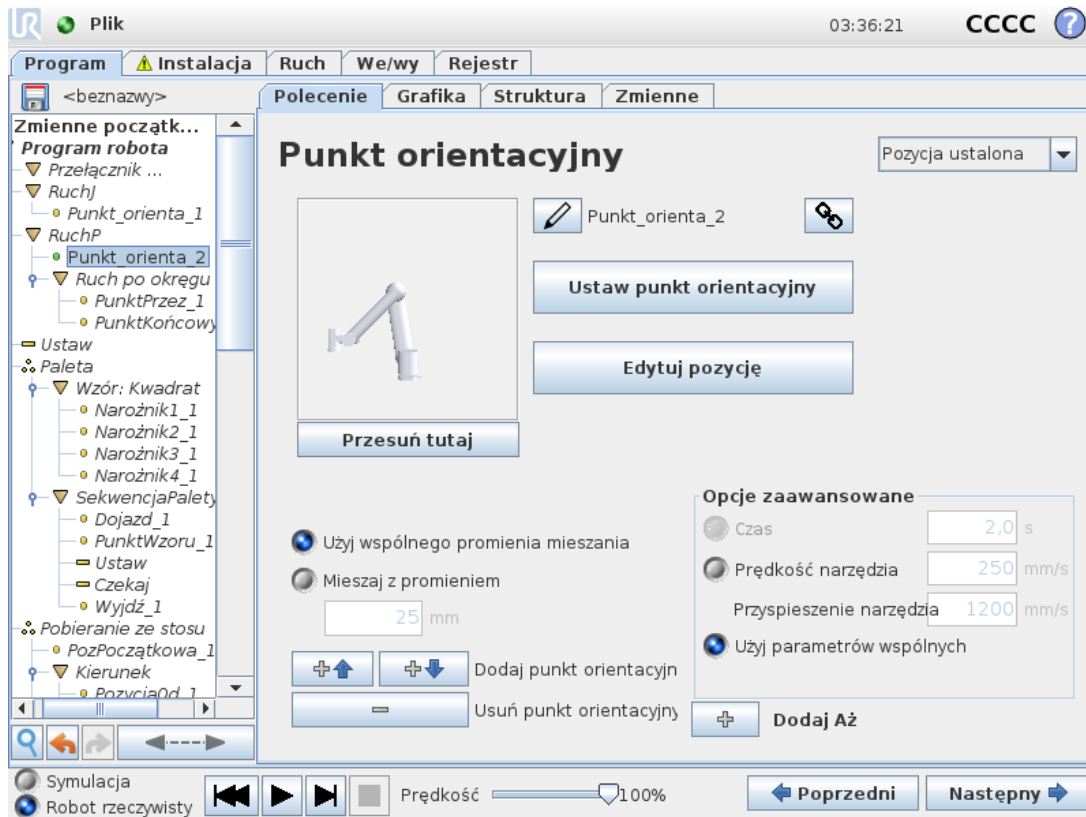 UR Plik 03:36:21 CCCC ?
Program Instalacja Ruch We/wy Rejestr
<beznazwy>
Polecenie Grafika Struktura Zmienne
Zmienne początk...
Program robota
Przełącznik ...
RuchJ
Punkt_orienta_1
RuchP
Punkt_orienta_2
Ruch po okręgu
PunktPrzez_1
PunktKońcowy
Ustaw
Paleta
Wzór: Kwadrat
Narożnik1_1
Narożnik2_1
Narożnik3_1
Narożnik4_1
SekwencjaPalety
Dojazd_1
PunktWzoru_1
Ustaw
Czekaj
Wyjdź_1
Pobieranie ze stosu
PozPoczątkowa_1
Kierunek
PozycjaOd_1
Punkt orientacyjny
Pozycja ustalona
Punkt_orienta_2
Ustaw punkt orientacyjny
Edytuj pozycję
Przesuń tutaj
Użyj wspólnego promienia mieszania
Mieszaj z promieniem
25 mm
Dodaj punkt orientacyjn
Usuń punkt orientacyjny
Opcje zaawansowane
Czas 2,0 s
Prędkość narzędzia 250 mm/s
Przyspieszenie narzędzia 1200 mm/s
Użyj parametrów wspólnych
Dodaj Aż
Symulacja
Robot rzeczywisty
Prędkość 100%
Poprzedni
Następny